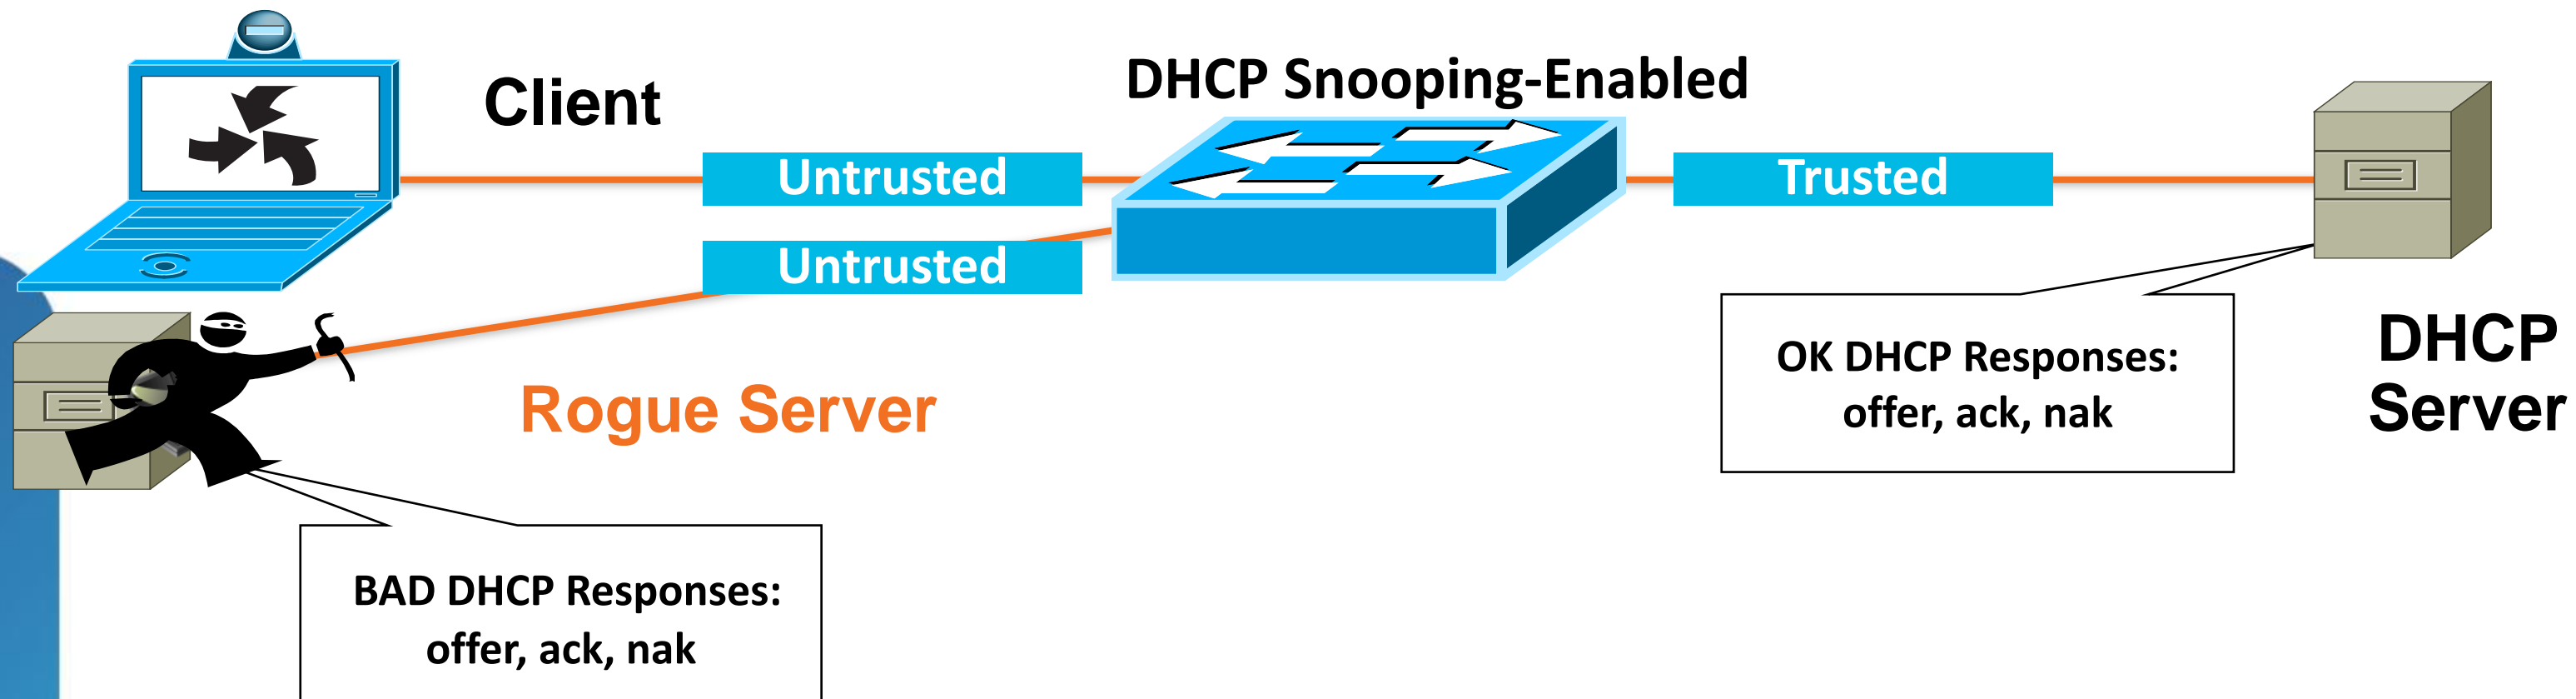 Client
DHCP Snooping-Enabled
Untrusted
Trusted
Untrusted
Rogue Server
OK DHCP Responses:
offer, ack, nak
DHCP
Server
BAD DHCP Responses:
offer, ack, nak